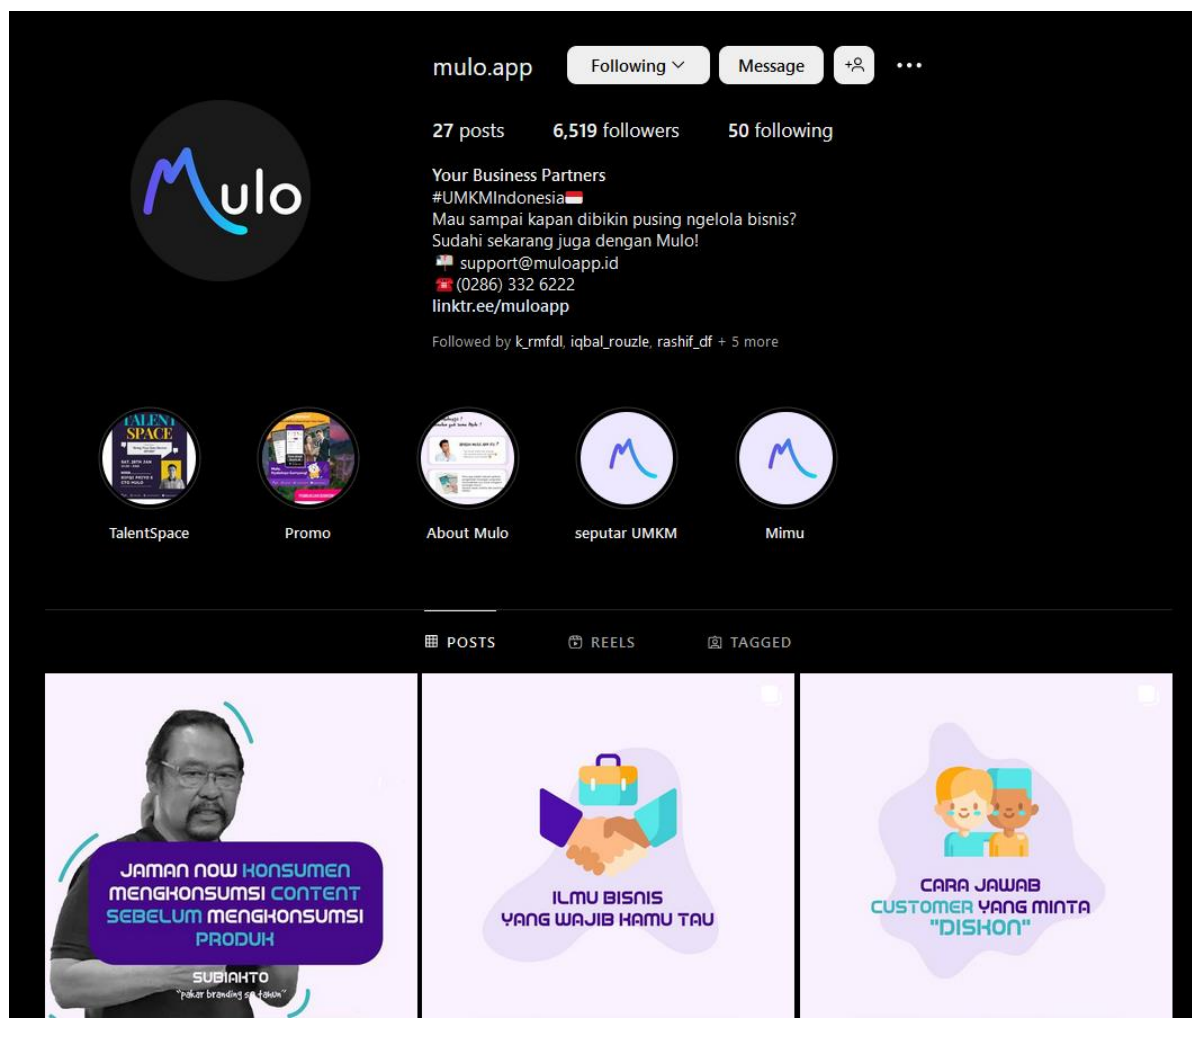 mulo.app
Following
Message
27 posts
6,519 followers
50 following
Mulo
Your Business Partners
#UMKMIndonesia
Mau sampai kapan dibikin pusing ngelola bisnis?
Sudahi sekarang juga dengan Mulo!
support@muloapp.id
(0286) 332 6222
linktr.ee/muloapp
Followed by k_rmfdl, iqbal_rouzle, rashif_df + 5 more
TALENT
SPACE
TalentSpace
Promo
About Mulo
seputar UMKM
Mimu
POSTS
REELS
TAGGED
JAMAN NOW KONSUMEN
MENGKONSUMSI CONTENT
SEBELUM MENGKONSUMSI
PRODUK
SUBIAKTO
ILMU BISNIS
YANG WAJIB KAMU TAU
CARA JAWAB
CUSTOMER YANG MINTA
"DISKON"